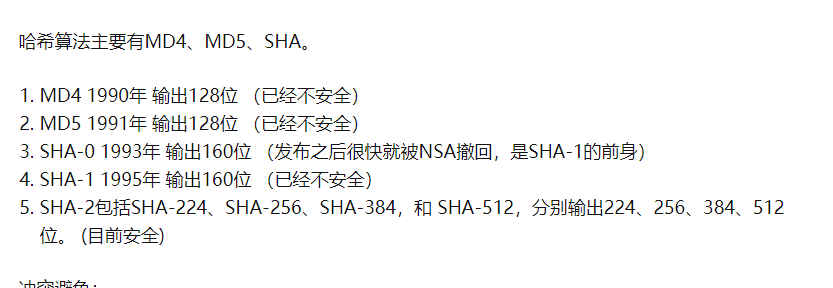 哈希算法主要有MD4、MD5、SHA。
1. MD4 1990年 输出128位 （已经不安全）
2. MD5 1991年 输出128位 （已经不安全）
3. SHA-0 1993年 输出160位 （发布之后很快就被NSA撤回，是SHA-1的前身）
4. SHA-1 1995年 输出160位 （已经不安全）
5. SHA-2包括SHA-224、SHA-256、SHA-384，和 SHA-512，分别输出224、256、384、512
位。 (目前安全)
冲突避免：